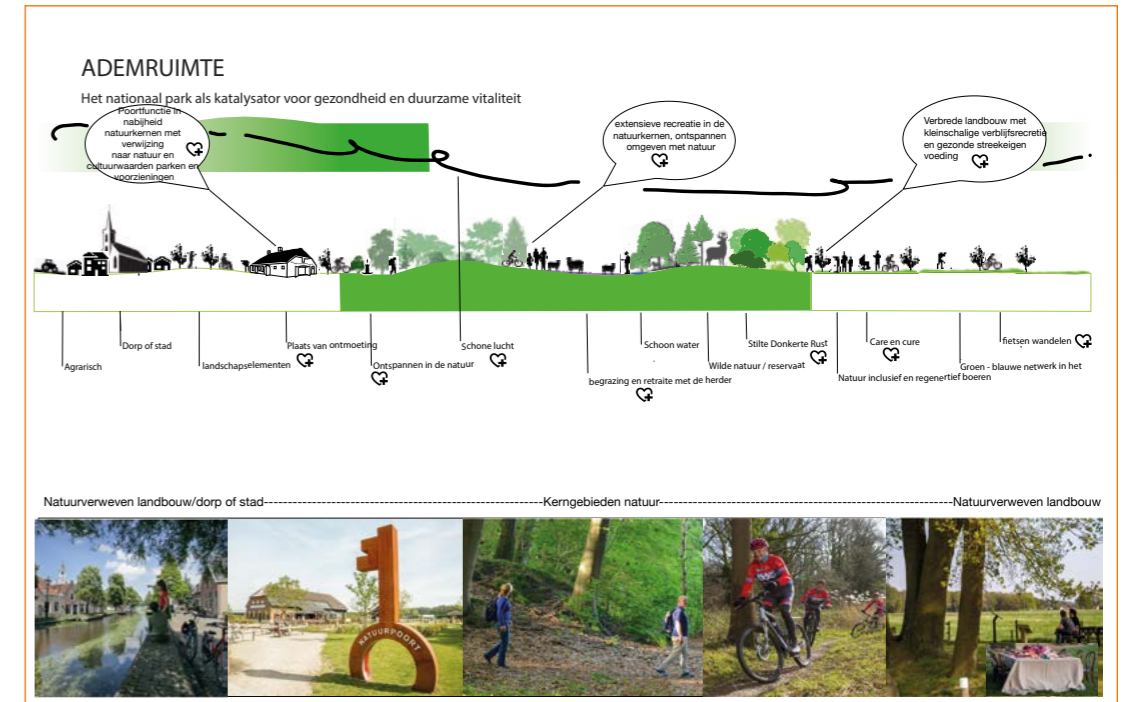 ADEMRUIMTE
Het nationaal park als katalysator voor gezondheid en duurzame vitaliteit
Poortfunctie in
nabijheid
natuurkernen met
verwijzing
naar natuur en
cultuurwaarden parken en
voorzieningen
extensieve recreatie in de
natuurkernen, ontspannen
omgeven met natuur
Verbrede landbouw met
kleinschalige verblijfsrecretie
en gezonde streekeigen
voeding
Agrarisch
Dorp of stad
landschapselementen
Plaats van ontmoeting
Ontspannen in de natuur
Schone lucht
begrazing en retraite met de herder
Schoon water
Wilde natuur / reservaat
Stilte Donkerte Rust
Natuur inclusief en regenertief boeren
Care en cure
Groen - blauwe netwerk in het
fietsen wandelen
Natuurverweven landbouw/dorp of stad--------------------------------------------------Kerngebieden natuur--------------------------------------------------Natuurverweven landbouw
NATUURPOORT